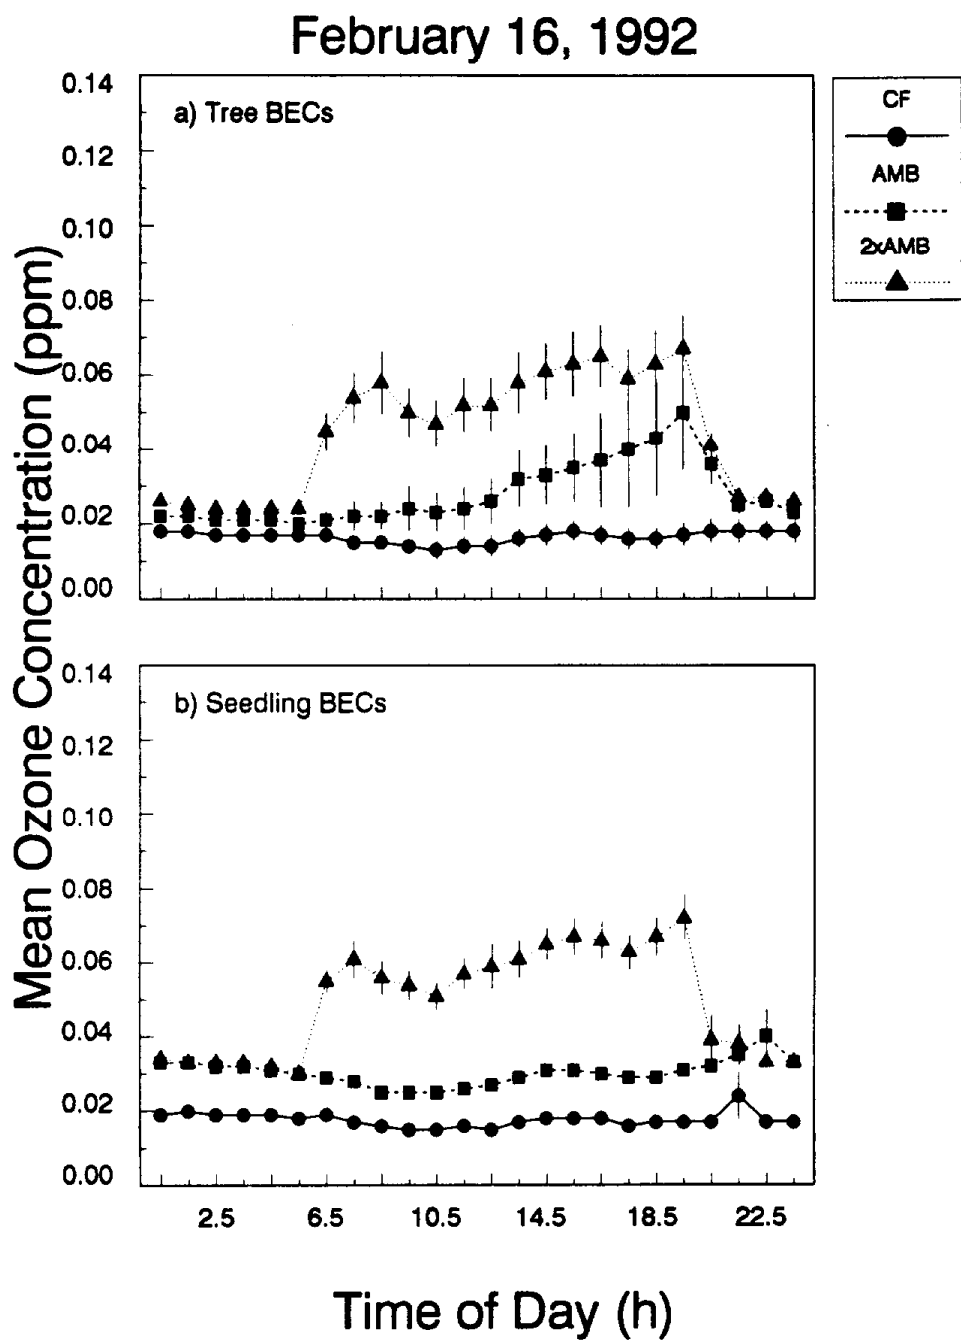 February 16, 1992
Mean Ozone Concentration (ppm)
a) Tree BECs
0.14
0.12
0.10
0.08
0.06
0.04
0.02
0.00
CF
AMB
2xAMB
b) Seedling BECs
0.14
0.12
0.10
0.08
0.06
0.04
0.02
0.00
2.5 6.5 10.5 14.5 18.5 22.5
Time of Day (h)